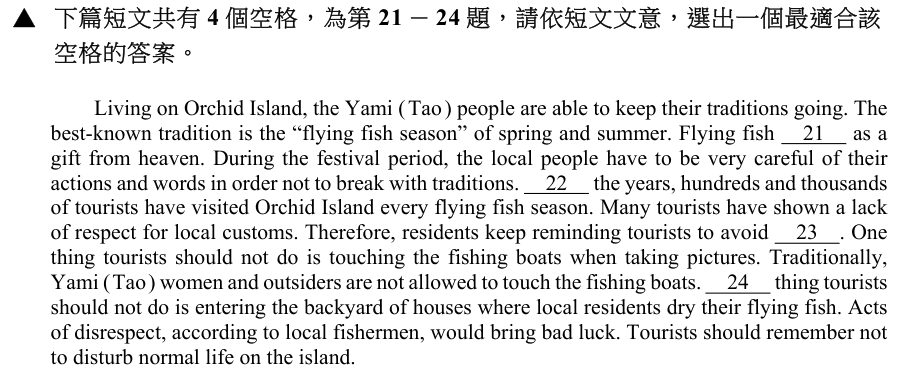 ▲ 下篇短文共有 4 個空格，為第 21 － 24 題，請依短文文意，選出一個最適合該
空格的答案。
Living on Orchid Island, the Yami (Tao) people are able to keep their traditions going. The
best-known tradition is the “flying fish season” of spring and summer. Flying fish 21 as a
gift from heaven. During the festival period, the local people have to be very careful of their
actions and words in order not to break with traditions. 22 the years, hundreds and thousands
of tourists have visited Orchid Island every flying fish season. Many tourists have shown a lack
of respect for local customs. Therefore, residents keep reminding tourists to avoid 23 . One
thing tourists should not do is touching the fishing boats when taking pictures. Traditionally,
Yami (Tao) women and outsiders are not allowed to touch the fishing boats. 24 thing tourists
should not do is entering the backyard of houses where local residents dry their flying fish. Acts
of disrespect, according to local fishermen, would bring bad luck. Tourists should remember not
to disturb normal life on the island.